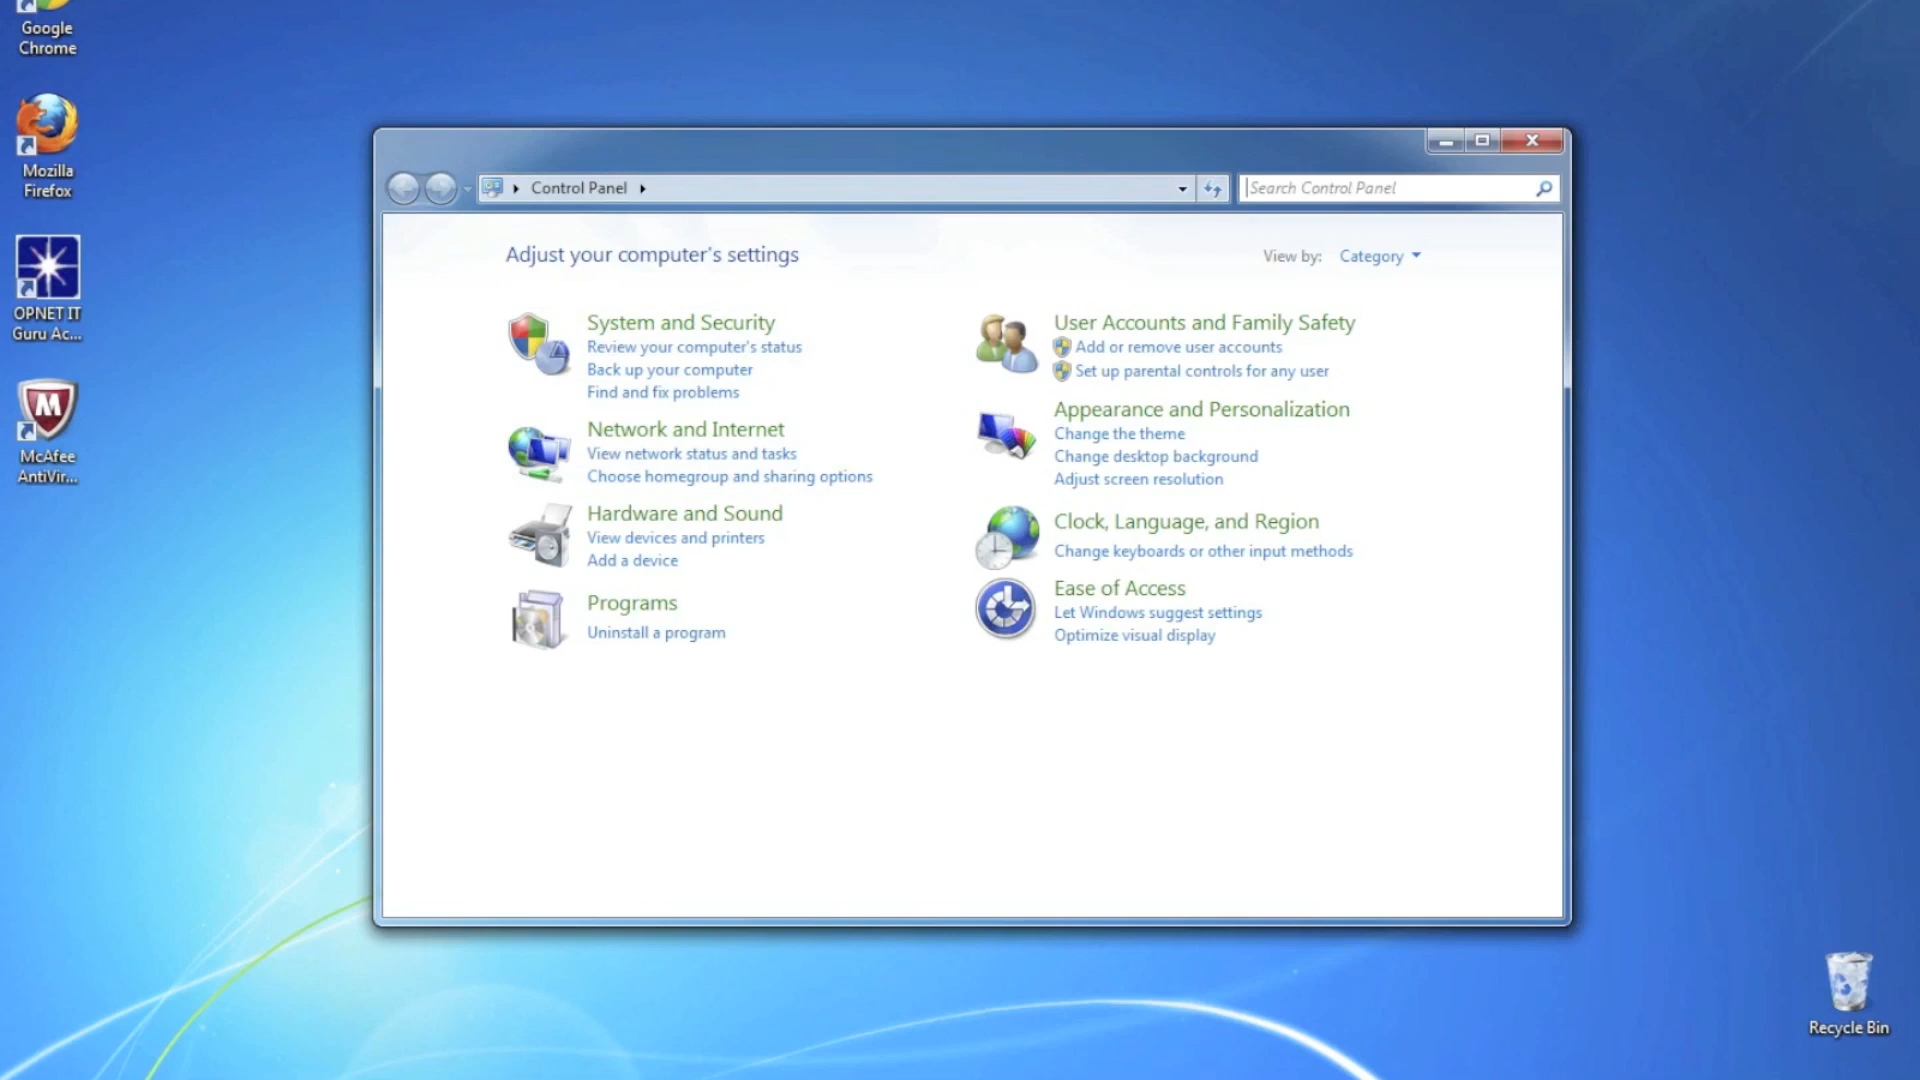 Google
Chrome
Mozilla
Firefox
OPNET IT
Guru Ac...
McAfee
AntiVir...
Control Panel
Search Control Panel
Adjust your computer's settings
View by: Category
System and Security
Review your computer's status
Back up your computer
Find and fix problems
Network and Internet
View network status and tasks
Choose homegroup and sharing options
Hardware and Sound
View devices and printers
Add a device
Programs
Uninstall a program
User Accounts and Family Safety
Add or remove user accounts
Set up parental controls for any user
Appearance and Personalization
Change the theme
Change desktop background
Adjust screen resolution
Clock, Language, and Region
Change keyboards or other input methods
Ease of Access
Let Windows suggest settings
Optimize visual display
Recycle Bin